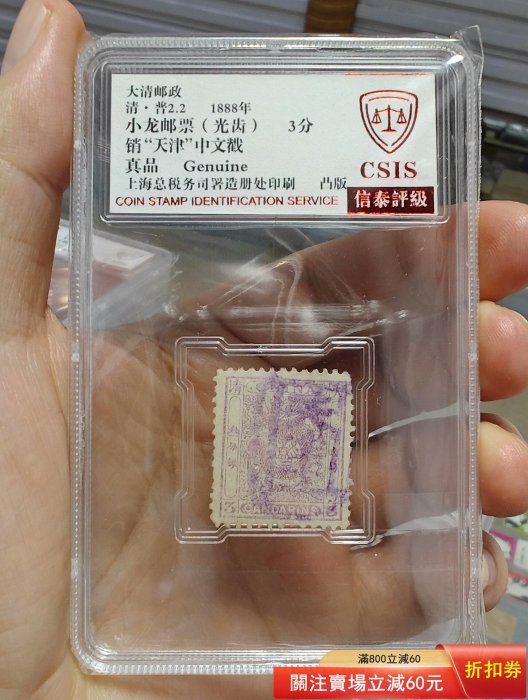 大清邮政
清·普2.2 1888年
小龙邮票（光齿） 3分
销“天津”中文戳
真品 Genuine
上海总税务司署造册处印刷 凸版
COIN STAMP IDENTIFICATION SERVICE
CSIS
信泰評級
CANDARINS
滿800立減60
關注賣場立減60元
折扣券